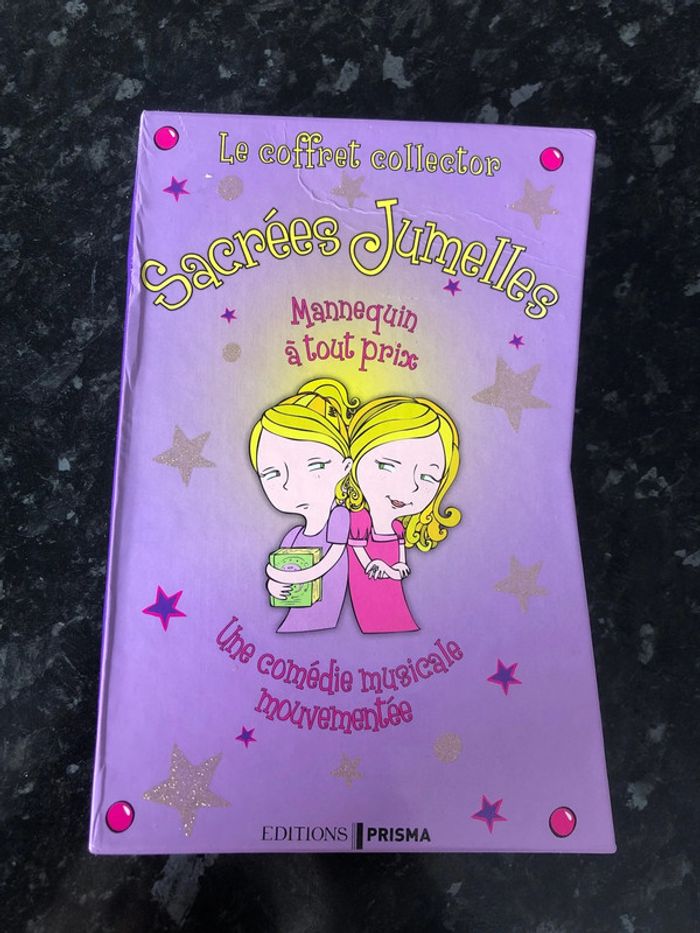 Le coffret collector
Sacrées Jumelles
Mannequin
à tout prix
Une comédie musicale
mouvementée
EDITIONS PRISMA